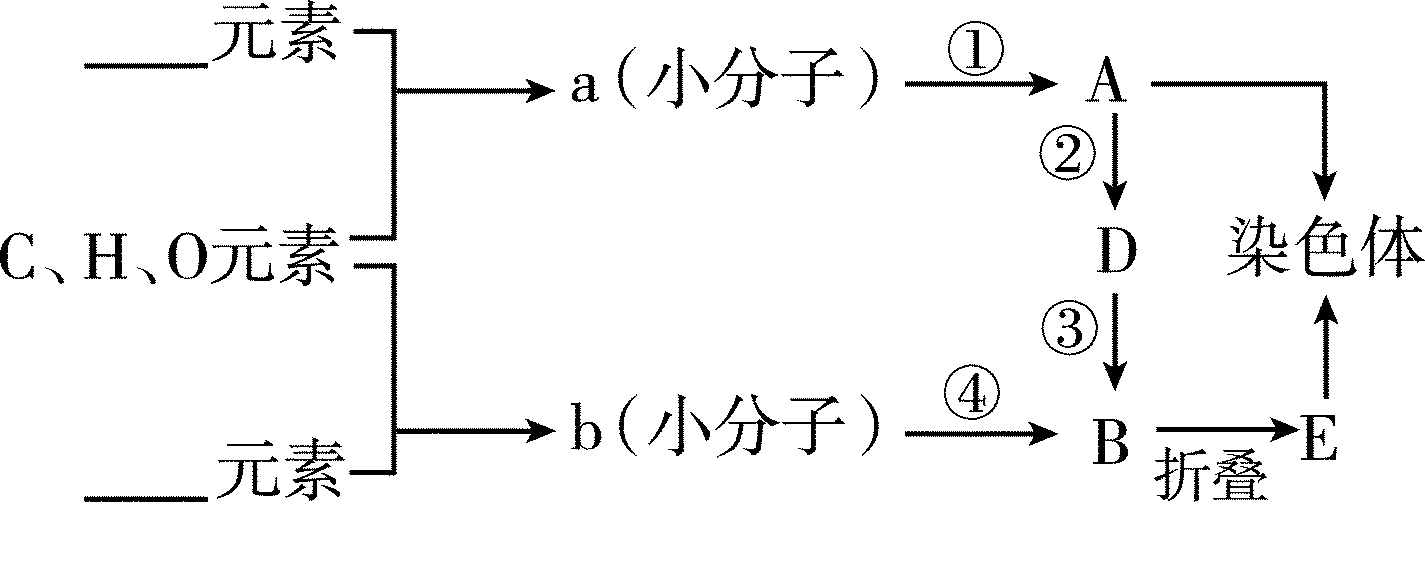 ____元素
a(小分子)
①
A
②
C、H、O元素
D
染色体
③
____元素
b(小分子)
④
B
折叠
E